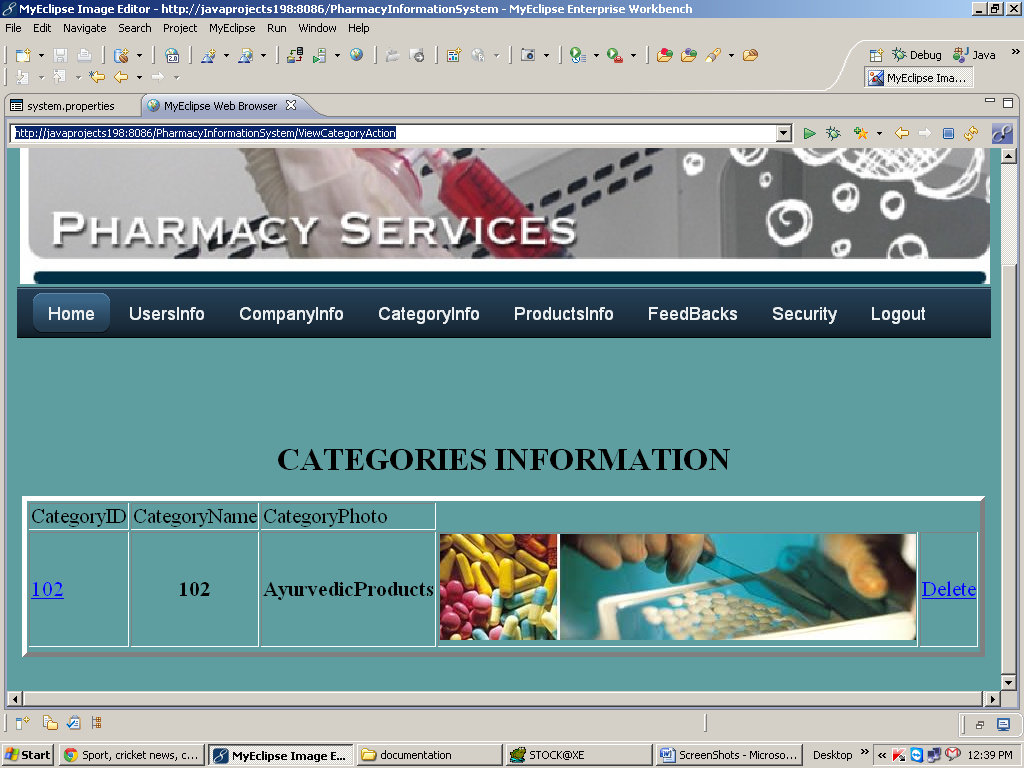 MyEclipse Image Editor - http://javaprojects198:8086/PharmacyInformationSystem - MyEclipse Enterprise Workbench
File Edit Navigate Search Project MyEclipse Run Window Help
2.0
Debug Java »
MyEclipse Ima...
system.properties MyEclipse Web Browser
http://javaprojects198:8086/PharmacyInformationSystem/ViewCategoryAction
PHARMACY SERVICES
Home UsersInfo CompanyInfo CategoryInfo ProductsInfo FeedBacks Security Logout
CATEGORIES INFORMATION
CategoryID CategoryName CategoryPhoto
102 102 AyurvedicProducts Delete
Start Sport, cricket news, c... MyEclipse Image E... documentation STOCK@XE ScreenShots - Microso... Desktop » « 12:39 PM